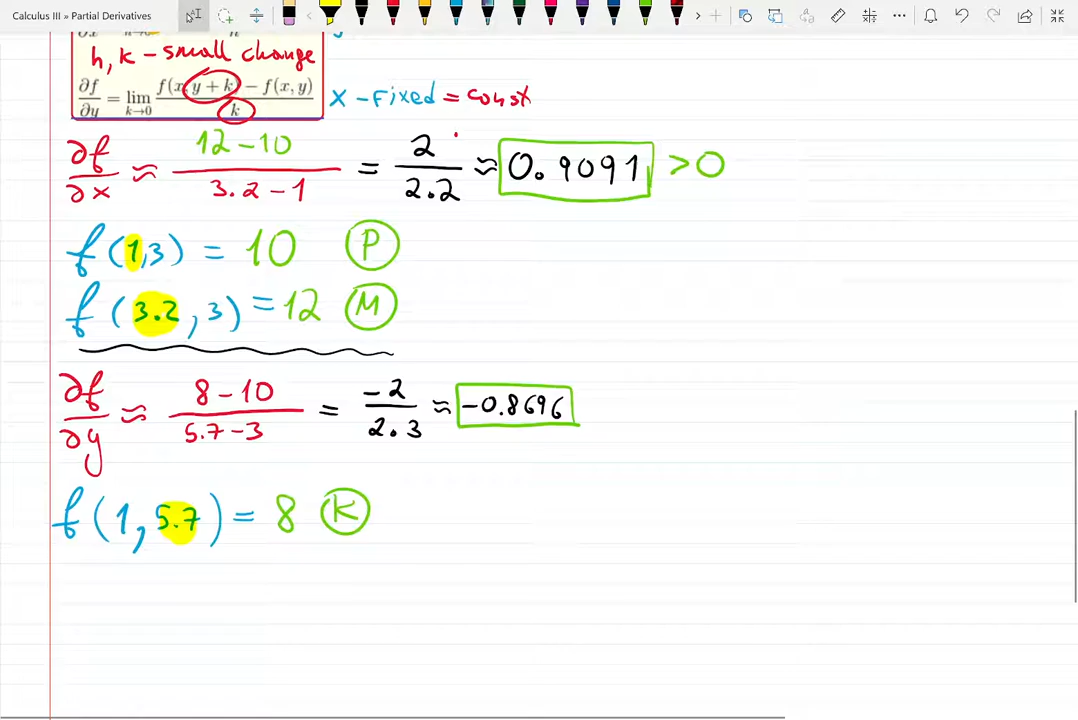 Calculus III » Partial Derivatives
h, k - small change
∂f/∂y = lim k→0 f(x, y + k) − f(x, y) / k x - Fixed = const
∂f/∂x ≈ 12 - 10 / 3.2 - 1 = 2 / 2.2 ≈ 0.9091 > 0
f(1,3) = 10 P
f(3.2, 3) = 12 M
∂f/∂y ≈ 8 - 10 / 5.7 - 3 = -2 / 2.3 ≈ -0.8696
f(1, 5.7) = 8 K